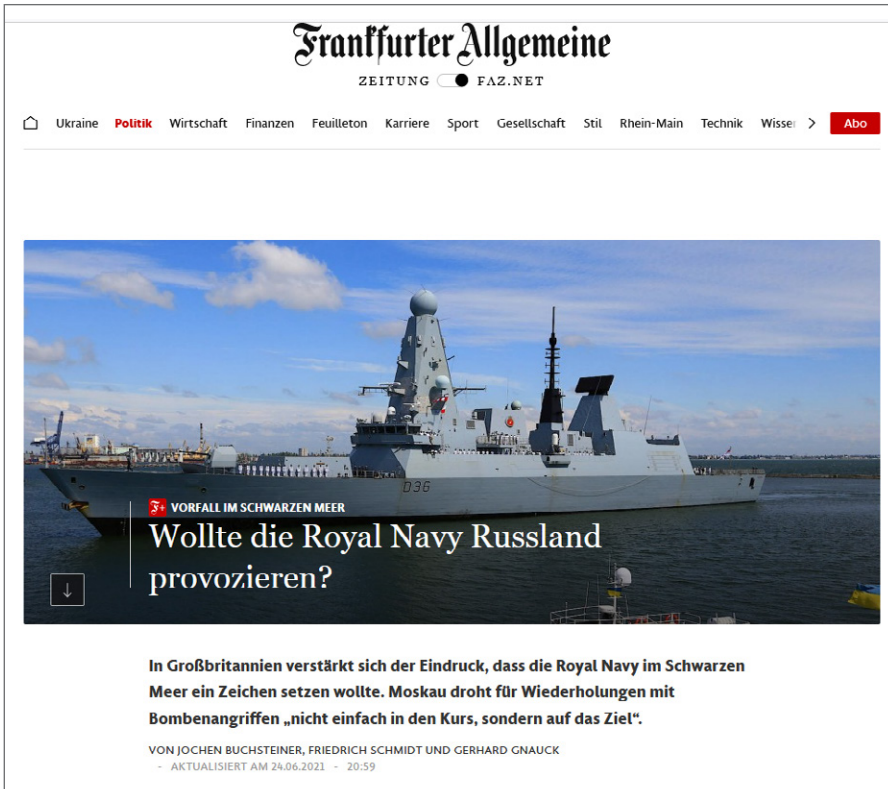 Frankfurter Allgemeine
ZEITUNG FAZ.NET
Ukraine Politik Wirtschaft Finanzen Feuilleton Karriere Sport Gesellschaft Stil Rhein-Main Technik Wisse Abo
D36
F+ VORFALL IM SCHWARZEN MEER
Wollte die Royal Navy Russland
provozieren?
In Großbritannien verstärkt sich der Eindruck, dass die Royal Navy im Schwarzen
Meer ein Zeichen setzen wollte. Moskau droht für Wiederholungen mit
Bombenangriffen „nicht einfach in den Kurs, sondern auf das Ziel“.
VON JOCHEN BUCHSTEINER, FRIEDRICH SCHMIDT UND GERHARD GNAUCK
- AKTUALISIERT AM 24.06.2021 - 20:59